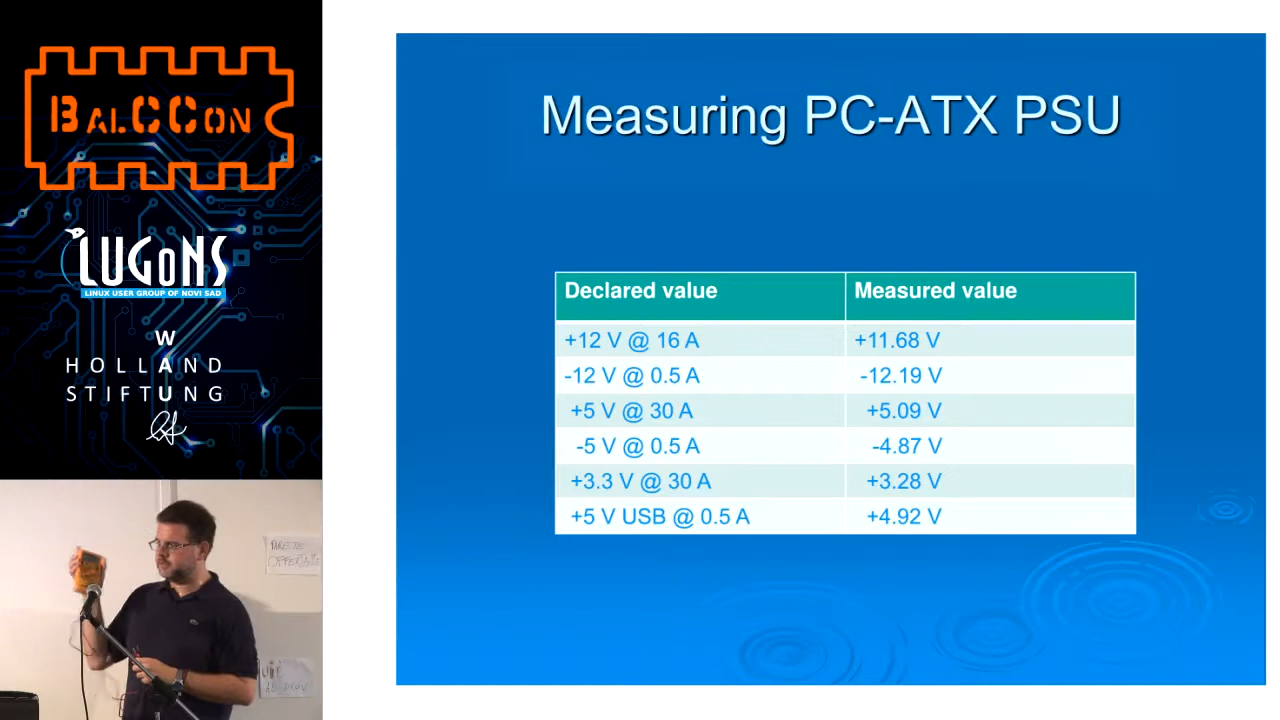 BALCCON
LUGONS
LINUX USER GROUP OF NOVI SAD
W
HOLLAND
STIFTUNG
Measuring PC-ATX PSU
Declared value Measured value
+12 V @ 16 A +11.68 V
-12 V @ 0.5 A -12.19 V
+5 V @ 30 A +5.09 V
-5 V @ 0.5 A -4.87 V
+3.3 V @ 30 A +3.28 V
+5 V USB @ 0.5 A +4.92 V